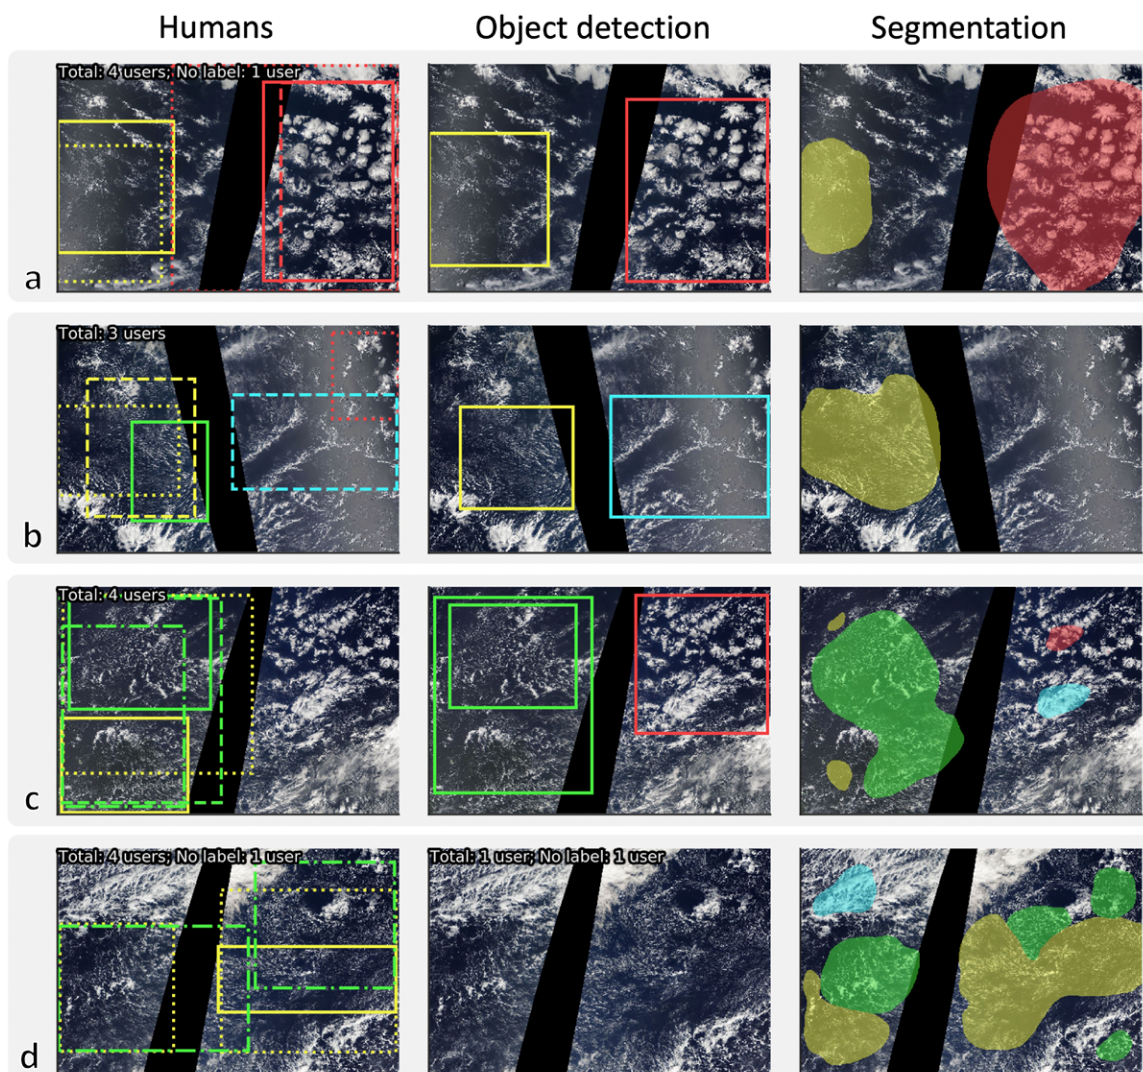 Humans
Object detection
Segmentation
Total: 4 users; No label: 1 user
a
Total: 3 users
b
Total: 4 users
c
Total: 4 users; No label: 1 user
Total: 1 user; No label: 1 user
d